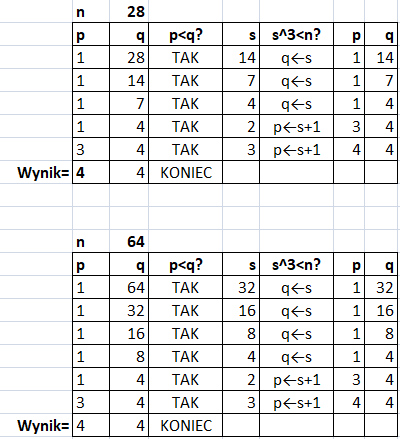 n 28
p q p<q? s s^3<n? p q
1 28 TAK 14 q←s 1 14
1 14 TAK 7 q←s 1 7
1 7 TAK 4 q←s 1 4
1 4 TAK 2 p←s+1 3 4
3 4 TAK 3 p←s+1 4 4
Wynik= 4 4 KONIEC
n 64
p q p<q? s s^3<n? p q
1 64 TAK 32 q←s 1 32
1 32 TAK 16 q←s 1 16
1 16 TAK 8 q←s 1 8
1 8 TAK 4 q←s 1 4
1 4 TAK 2 p←s+1 3 4
3 4 TAK 3 p←s+1 4 4
Wynik= 4 4 KONIEC